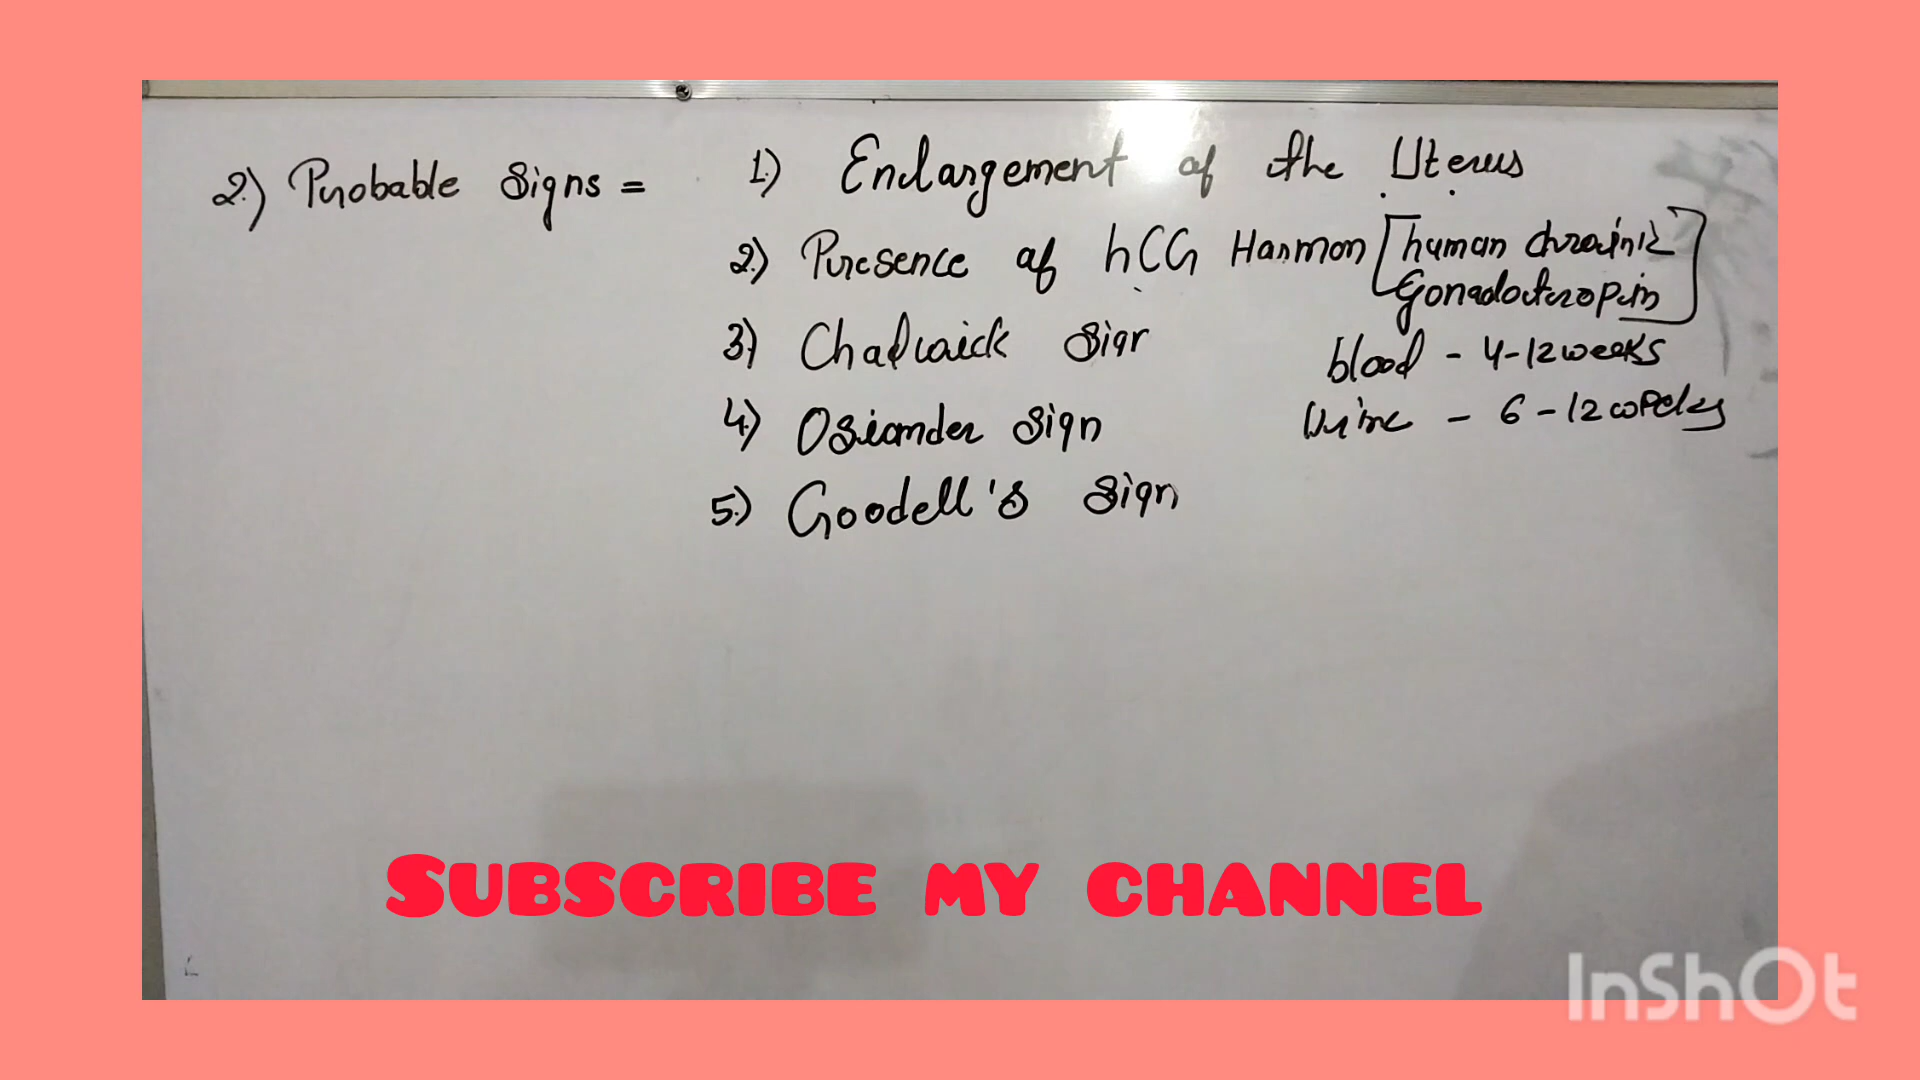 2.) Probable Signs = 1.) Enlargement of the Uterus
2.) Presence of hCG Harmon [human chroinic
Gonadotropin]
3) Chadwick Sign
blood - 4-12 weeks
4.) Osiander Sign
Urine - 6-12 weeks
5.) Goodell's Sign
SUBSCRIBE MY CHANNEL
InShOt